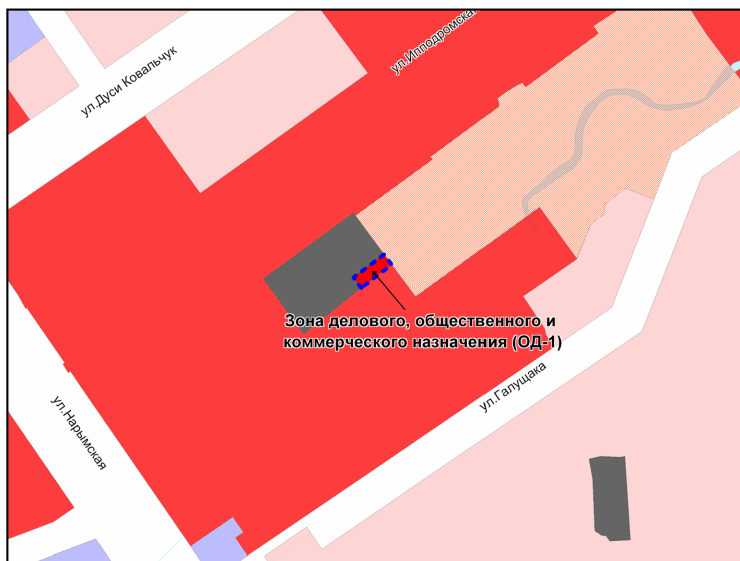 ул.Ипподромская
ул.Дуси Ковальчук
Зона делового, общественного и
коммерческого назначения (ОД-1)
ул.Галущака
ул.Нарымская